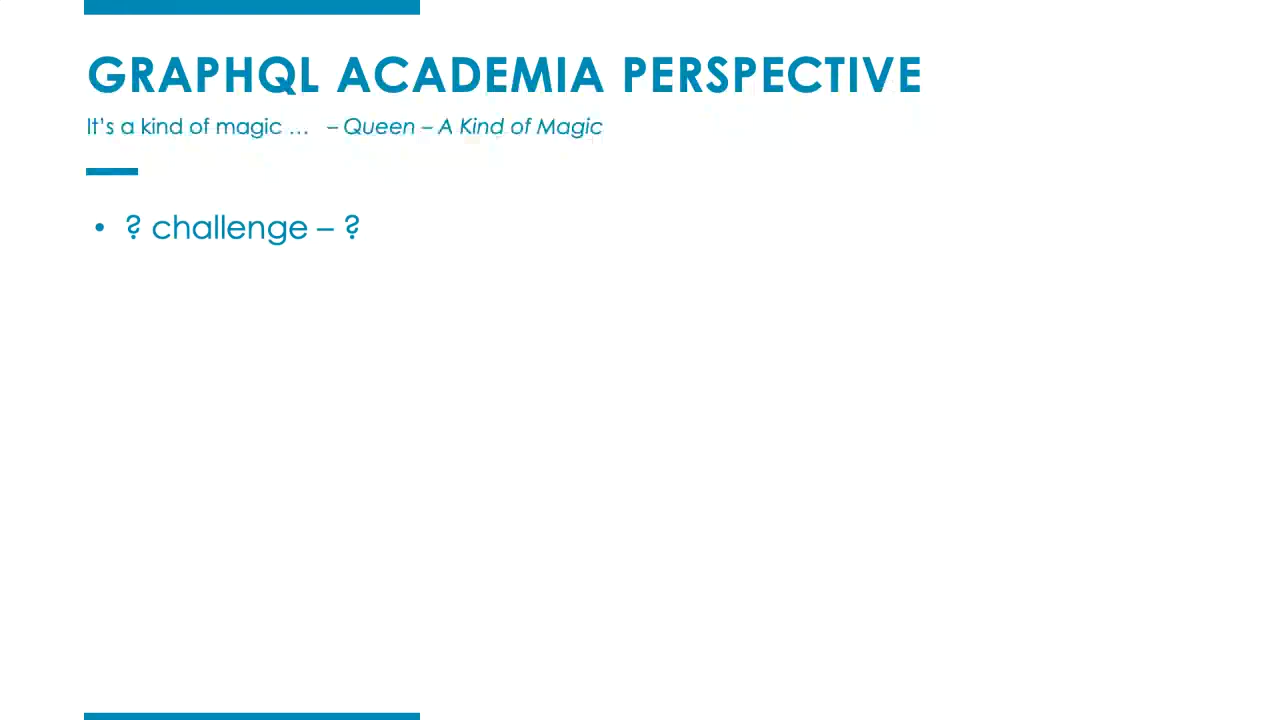 GRAPHQL ACADEMIA PERSPECTIVE
It's a kind of magic … – Queen – A Kind of Magic
• ? challenge – ?